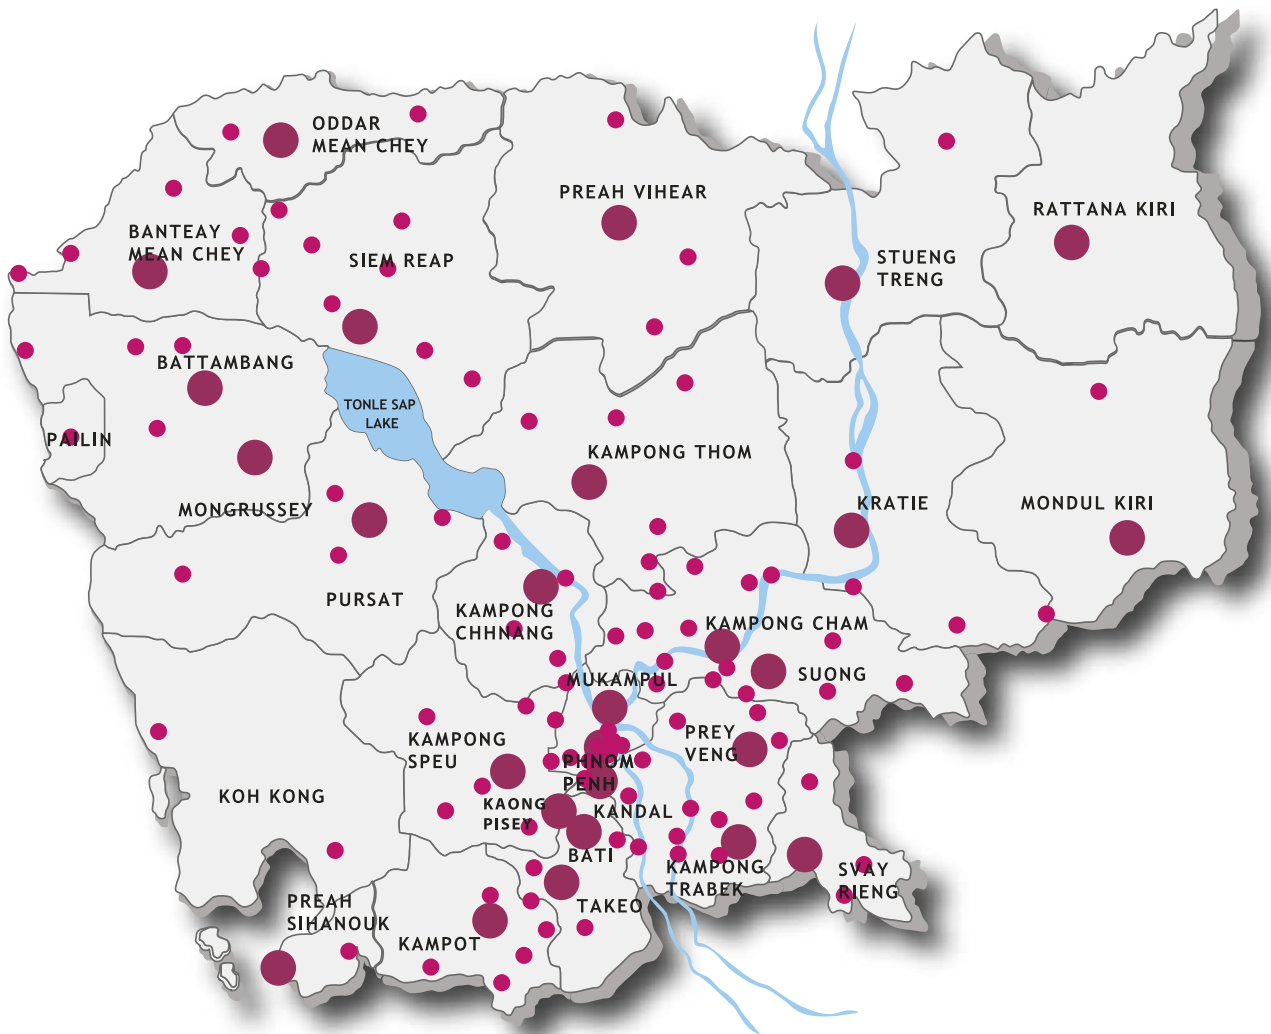 ODDAR
MEAN CHEY
PREAH VIHEAR
RATTANA KIRI
BANTEAY
MEAN CHEY
SIEM REAP
STUENG
TRENG
BATTAMBANG
TONLE SAP
LAKE
PAILIN
KAMPONG THOM
MONGRUSSEY
KRATIE
MONDUL KIRI
PURSAT
KAMPONG
CHHNANG
KAMPONG CHAM
SUONG
MUKAMPUL
KAMPONG
SPEU
PREY
VENG
PHNOM
PENH
KOH KONG
KAONG
PISEY
KANDAL
BATI
KAMPONG
TRABEK
SVAY
RIENG
PREAH
SIHANOUK
TAKEO
KAMPOT